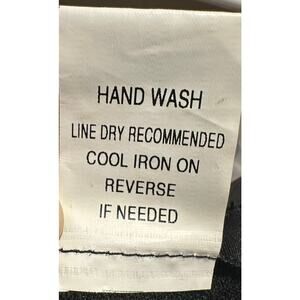 HAND WASH
LINE DRY RECOMMENDED
COOL IRON ON
REVERSE
IF NEEDED